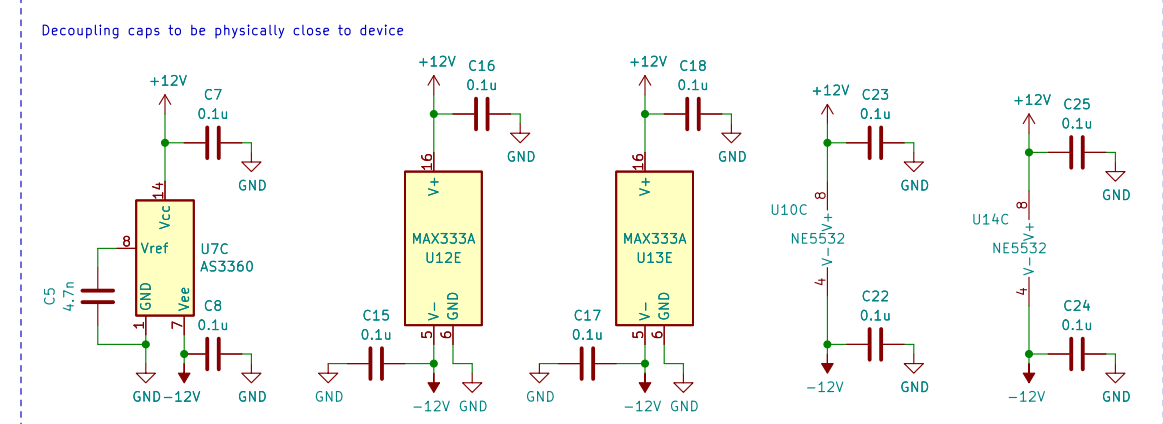 Decoupling caps to be physically close to device
+12V
C7
0.1u
GND
14
Vcc
8
Vref
U7C
AS3360
C5
4.7n
GND
Vee
1
7
C8
0.1u
GND
-12V
GND
+12V
C16
0.1u
GND
16
V+
MAX333A
U12E
V-
GND
5
6
C15
0.1u
GND
-12V
GND
+12V
C18
0.1u
GND
16
V+
MAX333A
U13E
V-
GND
5
6
C17
0.1u
GND
-12V
GND
+12V
C23
0.1u
GND
8
U10C
V+
NE5532
V-
4
C22
0.1u
-12V
GND
+12V
C25
0.1u
GND
8
U14C
V+
NE5532
V-
4
C24
0.1u
-12V
GND